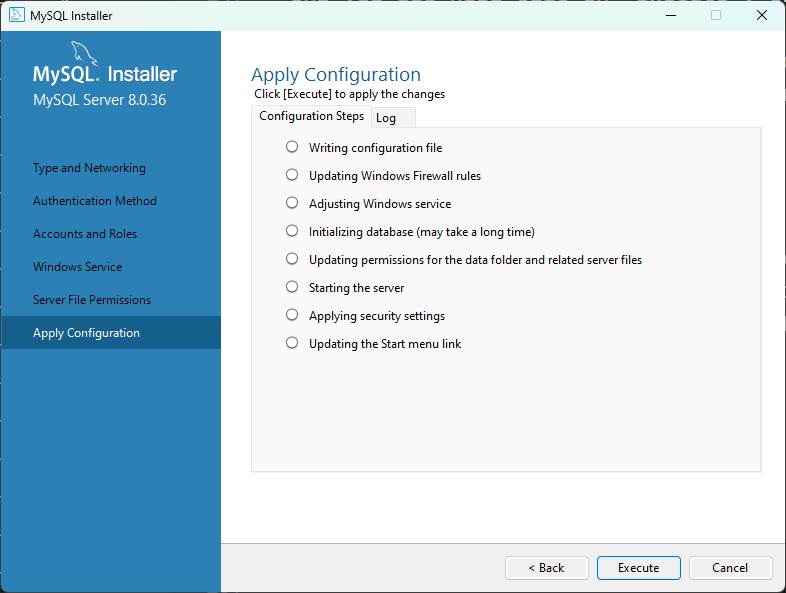 MySQL Installer
MySQL. Installer
MySQL Server 8.0.36
Type and Networking
Authentication Method
Accounts and Roles
Windows Service
Server File Permissions
Apply Configuration
Apply Configuration
Click [Execute] to apply the changes
Configuration Steps
Log
Writing configuration file
Updating Windows Firewall rules
Adjusting Windows service
Initializing database (may take a long time)
Updating permissions for the data folder and related server files
Starting the server
Applying security settings
Updating the Start menu link
< Back
Execute
Cancel